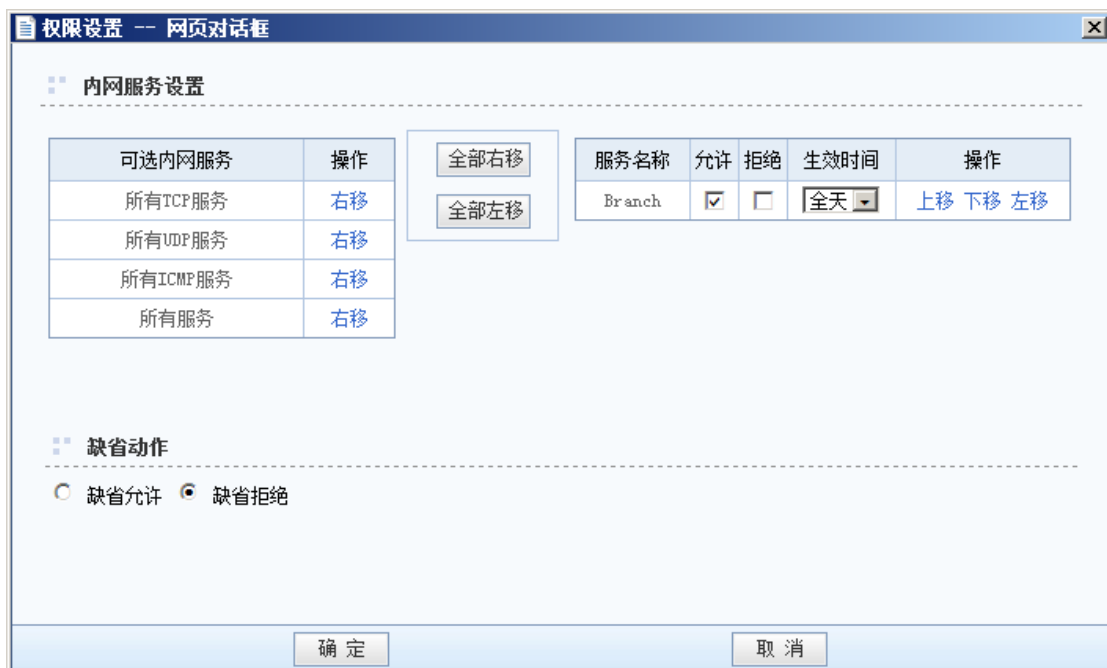 权限设置 -- 网页对话框
内网服务设置
可选内网服务 操作
所有TCP服务 右移
所有UDP服务 右移
所有ICMP服务 右移
所有服务 右移
全部右移
全部左移
服务名称 允许 拒绝 生效时间 操作
Branch 全天 上移 下移 左移
缺省动作
缺省允许 缺省拒绝
确 定 取 消